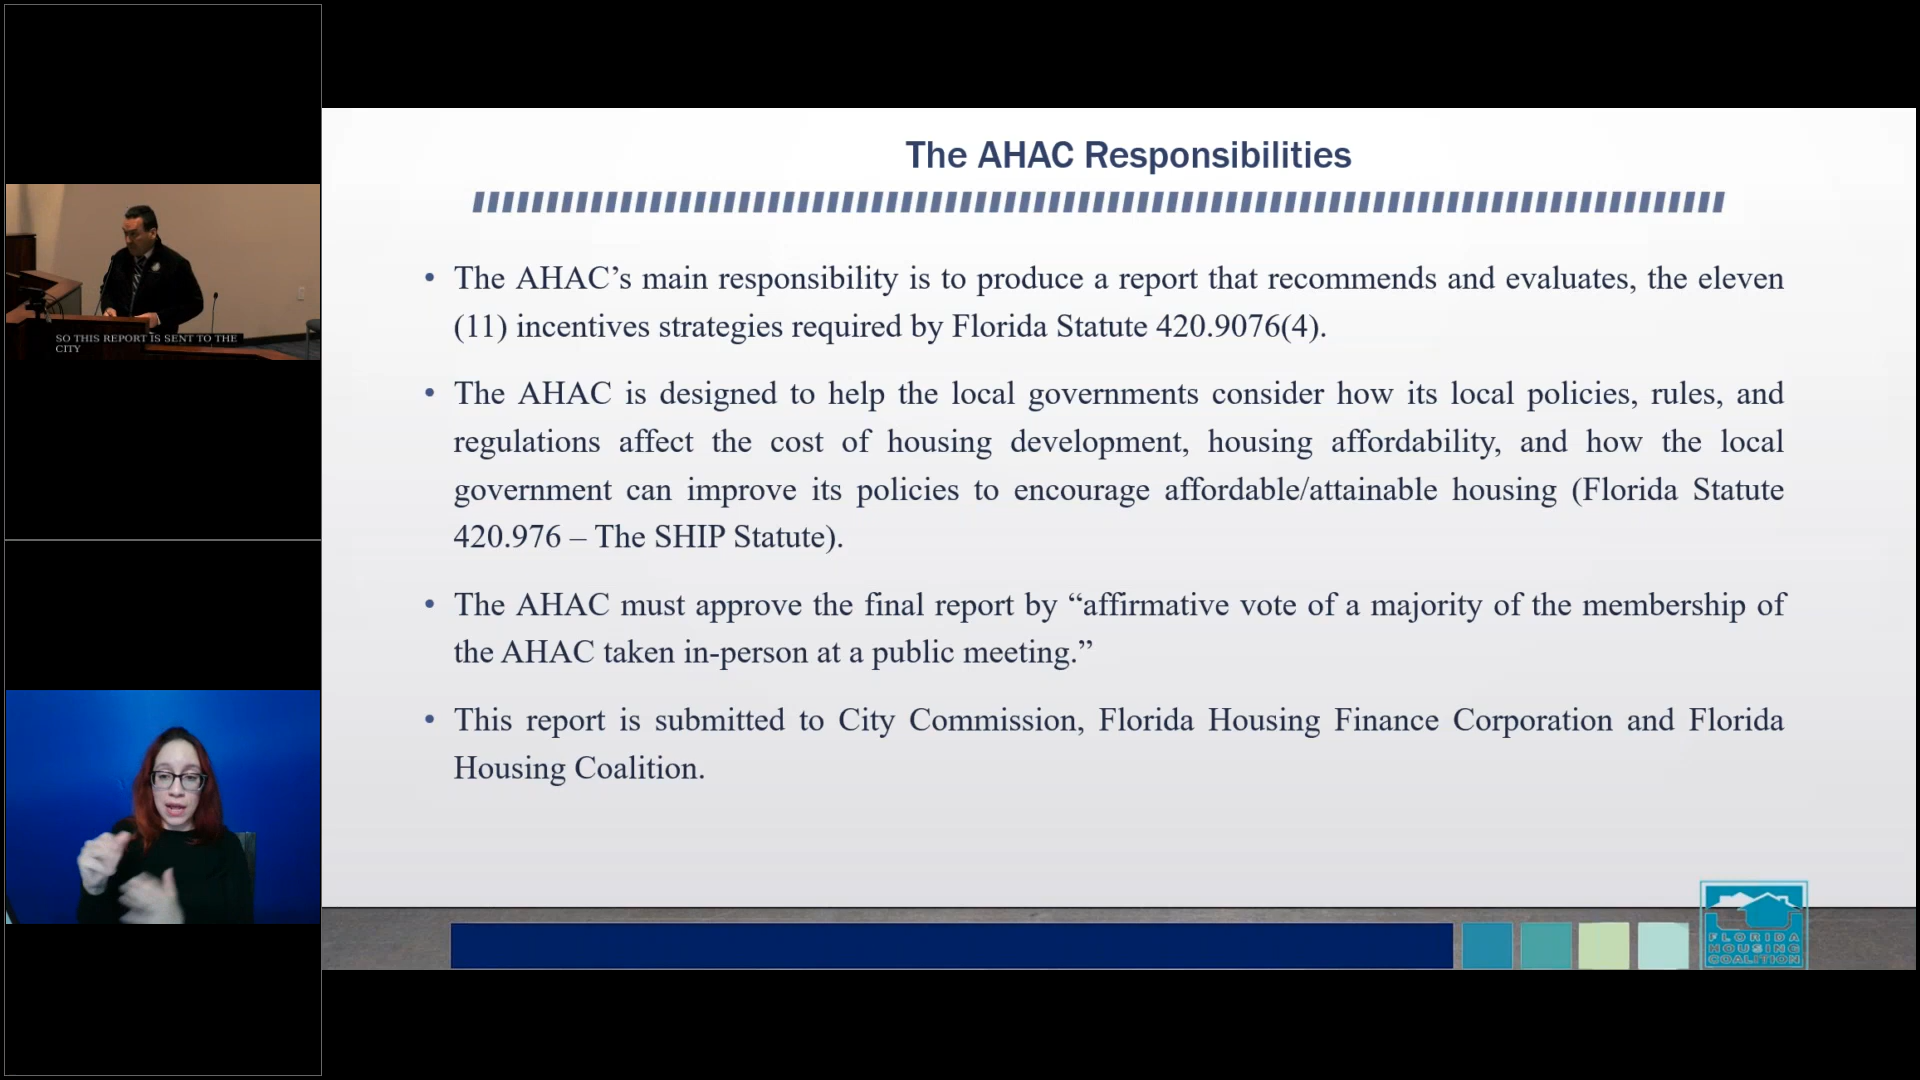 The AHAC Responsibilities
• The AHAC’s main responsibility is to produce a report that recommends and evaluates, the eleven
(11) incentives strategies required by Florida Statute 420.9076(4).
• The AHAC is designed to help the local governments consider how its local policies, rules, and
regulations affect the cost of housing development, housing affordability, and how the local
government can improve its policies to encourage affordable/attainable housing (Florida Statute
420.976 – The SHIP Statute).
• The AHAC must approve the final report by “affirmative vote of a majority of the membership of
the AHAC taken in-person at a public meeting.”
• This report is submitted to City Commission, Florida Housing Finance Corporation and Florida
Housing Coalition.
SO THIS REPORT IS SENT TO THE
CITY
FLORIDA
HOUSING
COALITION